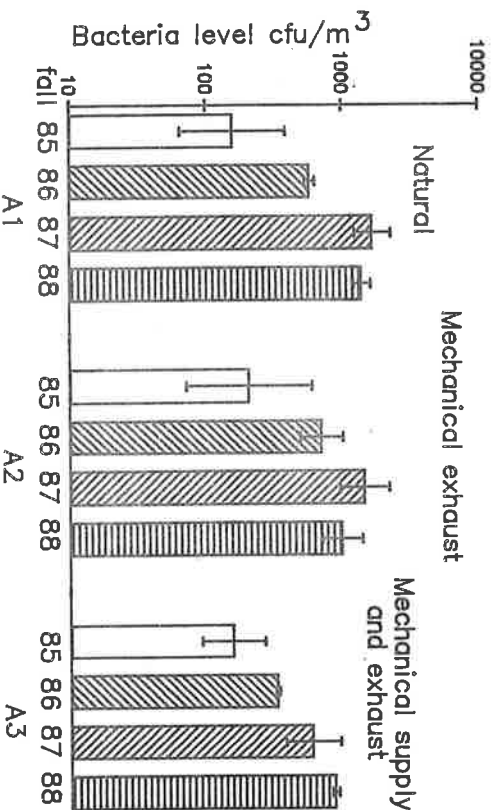 Bacteria level cfu/m³
10000
1000
100
10
Natural
Mechanical exhaust
Mechanical supply
and exhaust
fall 85 86 87 88 85 86 87 88 85 86 87 88
A1 A2 A3